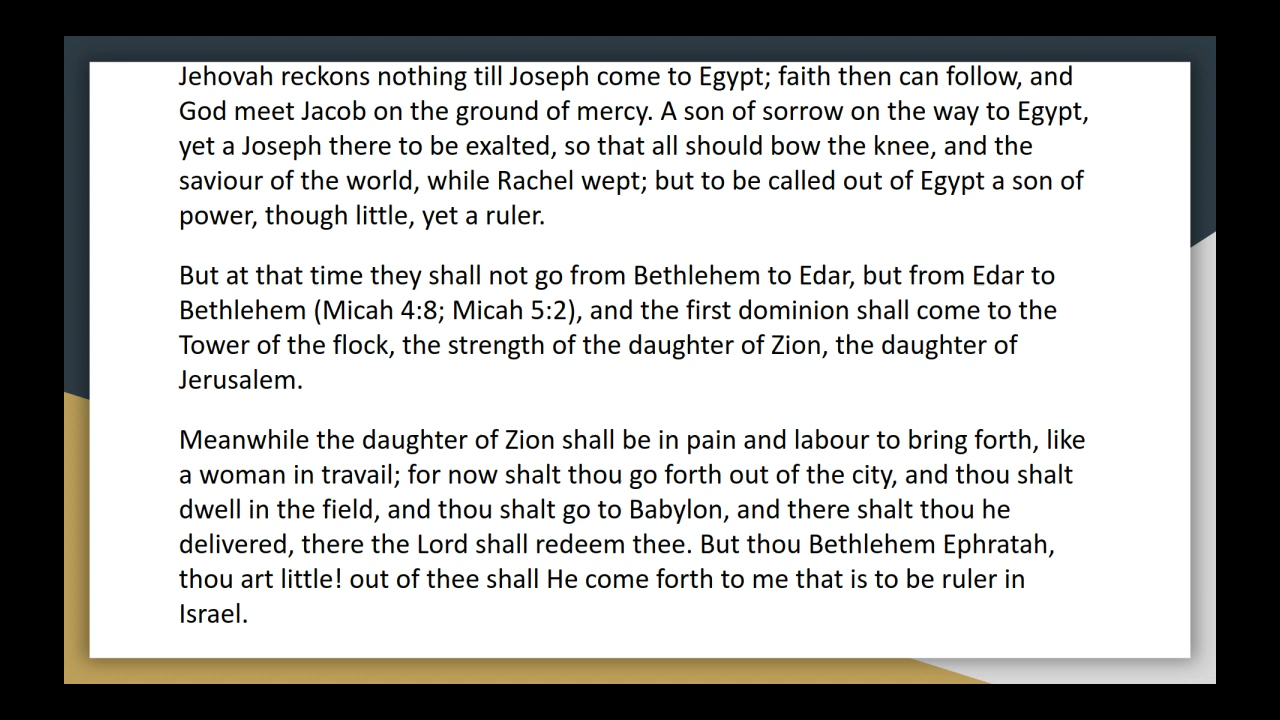 Jehovah reckons nothing till Joseph come to Egypt; faith then can follow, and
God meet Jacob on the ground of mercy. A son of sorrow on the way to Egypt,
yet a Joseph there to be exalted, so that all should bow the knee, and the
saviour of the world, while Rachel wept; but to be called out of Egypt a son of
power, though little, yet a ruler.
But at that time they shall not go from Bethlehem to Edar, but from Edar to
Bethlehem (Micah 4:8; Micah 5:2), and the first dominion shall come to the
Tower of the flock, the strength of the daughter of Zion, the daughter of
Jerusalem.
Meanwhile the daughter of Zion shall be in pain and labour to bring forth, like
a woman in travail; for now shalt thou go forth out of the city, and thou shalt
dwell in the field, and thou shalt go to Babylon, and there shalt thou he
delivered, there the Lord shall redeem thee. But thou Bethlehem Ephratah,
thou art little! out of thee shall He come forth to me that is to be ruler in
Israel.